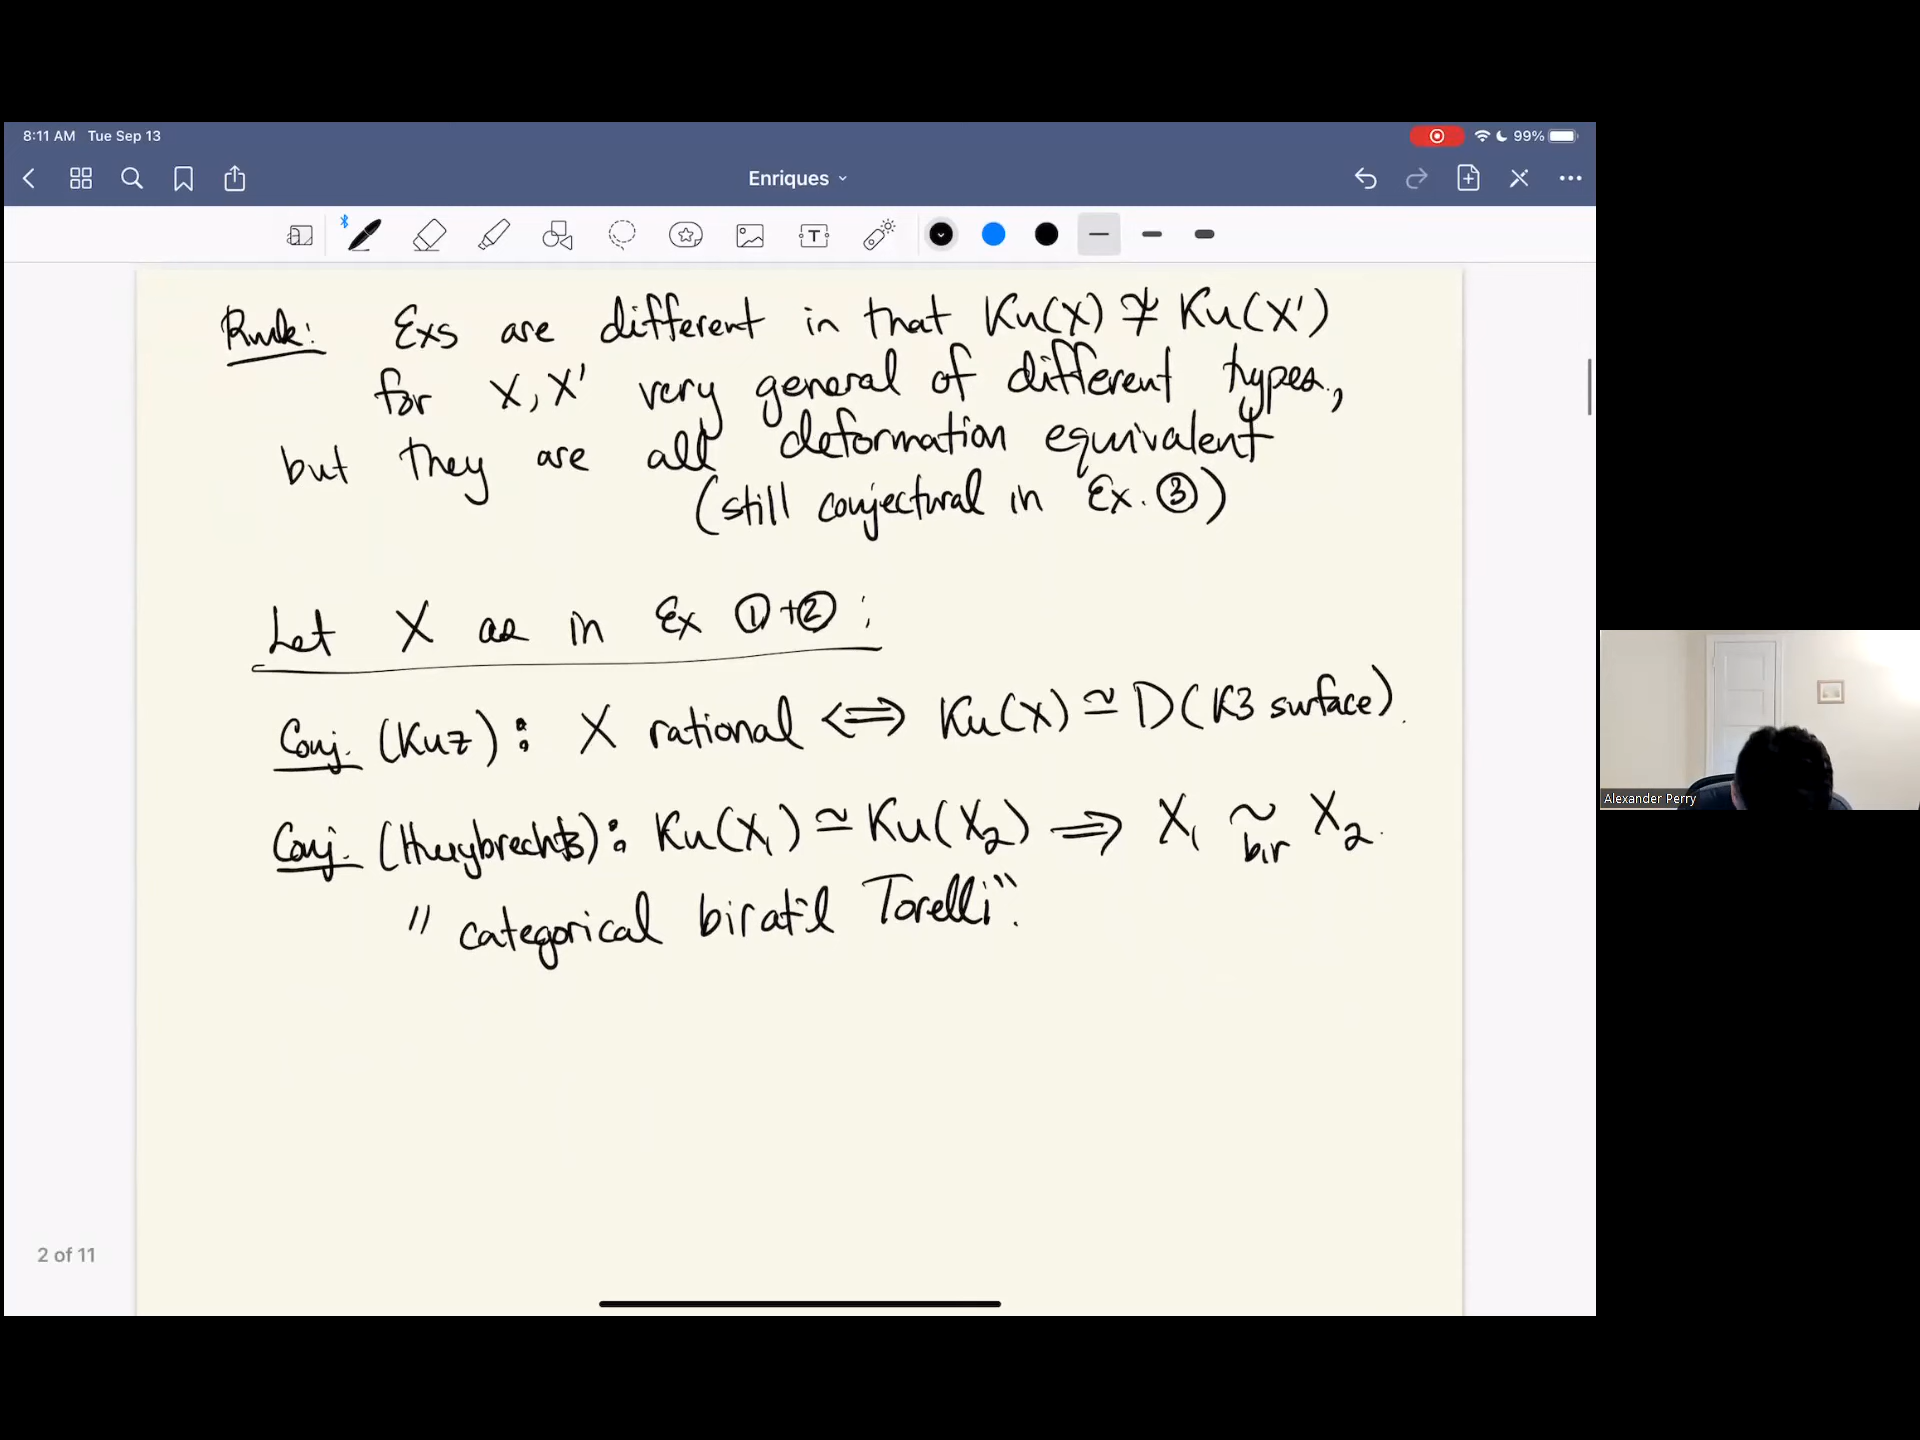 8:11 AM Tue Sep 13
99%
Enriques
T
Rmk: Exs are different in that Ku(X) ≄ Ku(X')
for X, X' very general of different types,
but they are all deformation equivalent
(still conjectural in Ex. ③)
Let X as in Ex ①+② :
Conj. (Kuz): X rational ⟺ Ku(X) ≃ D(K3 surface).
Conj. (Huybrechts): Ku(X₁) ≃ Ku(X₂) ⟹ X₁ ~ bir X₂.
"categorical birat'l Torelli".
Alexander Perry
2 of 11